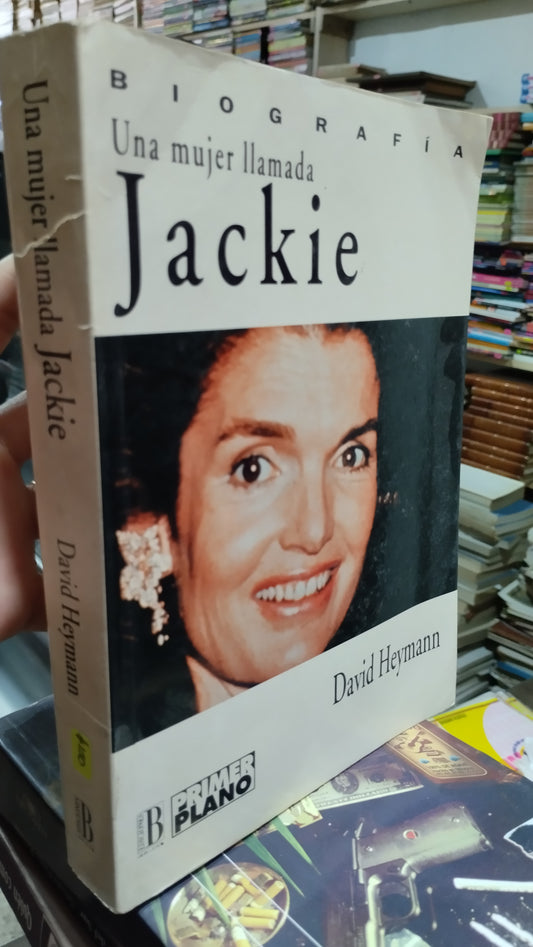 BIOGRAFÍA
Una mujer llamada
Jackie
David Heymann
B
PRIMER
PLANO
Una mujer llamada Jackie
David Heymann
B